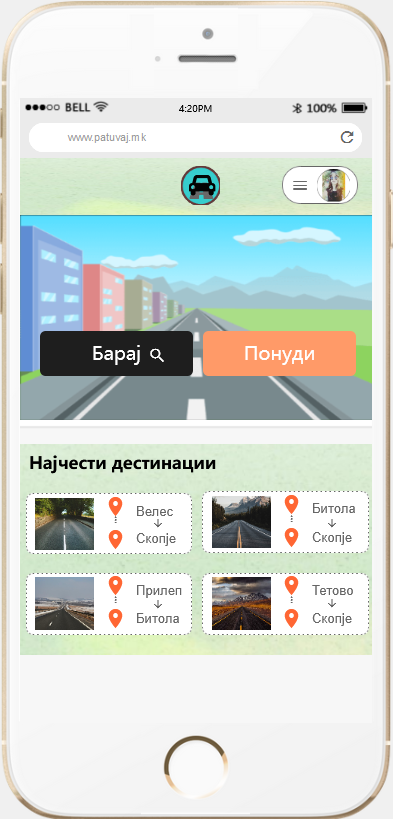 BELL 4:20PM 100%
www.patuvaj.mk
Барај Понуди
Најчести дестинации
Велес
Скопје
Битола
Скопје
Прилеп
Битола
Тетово
Скопје